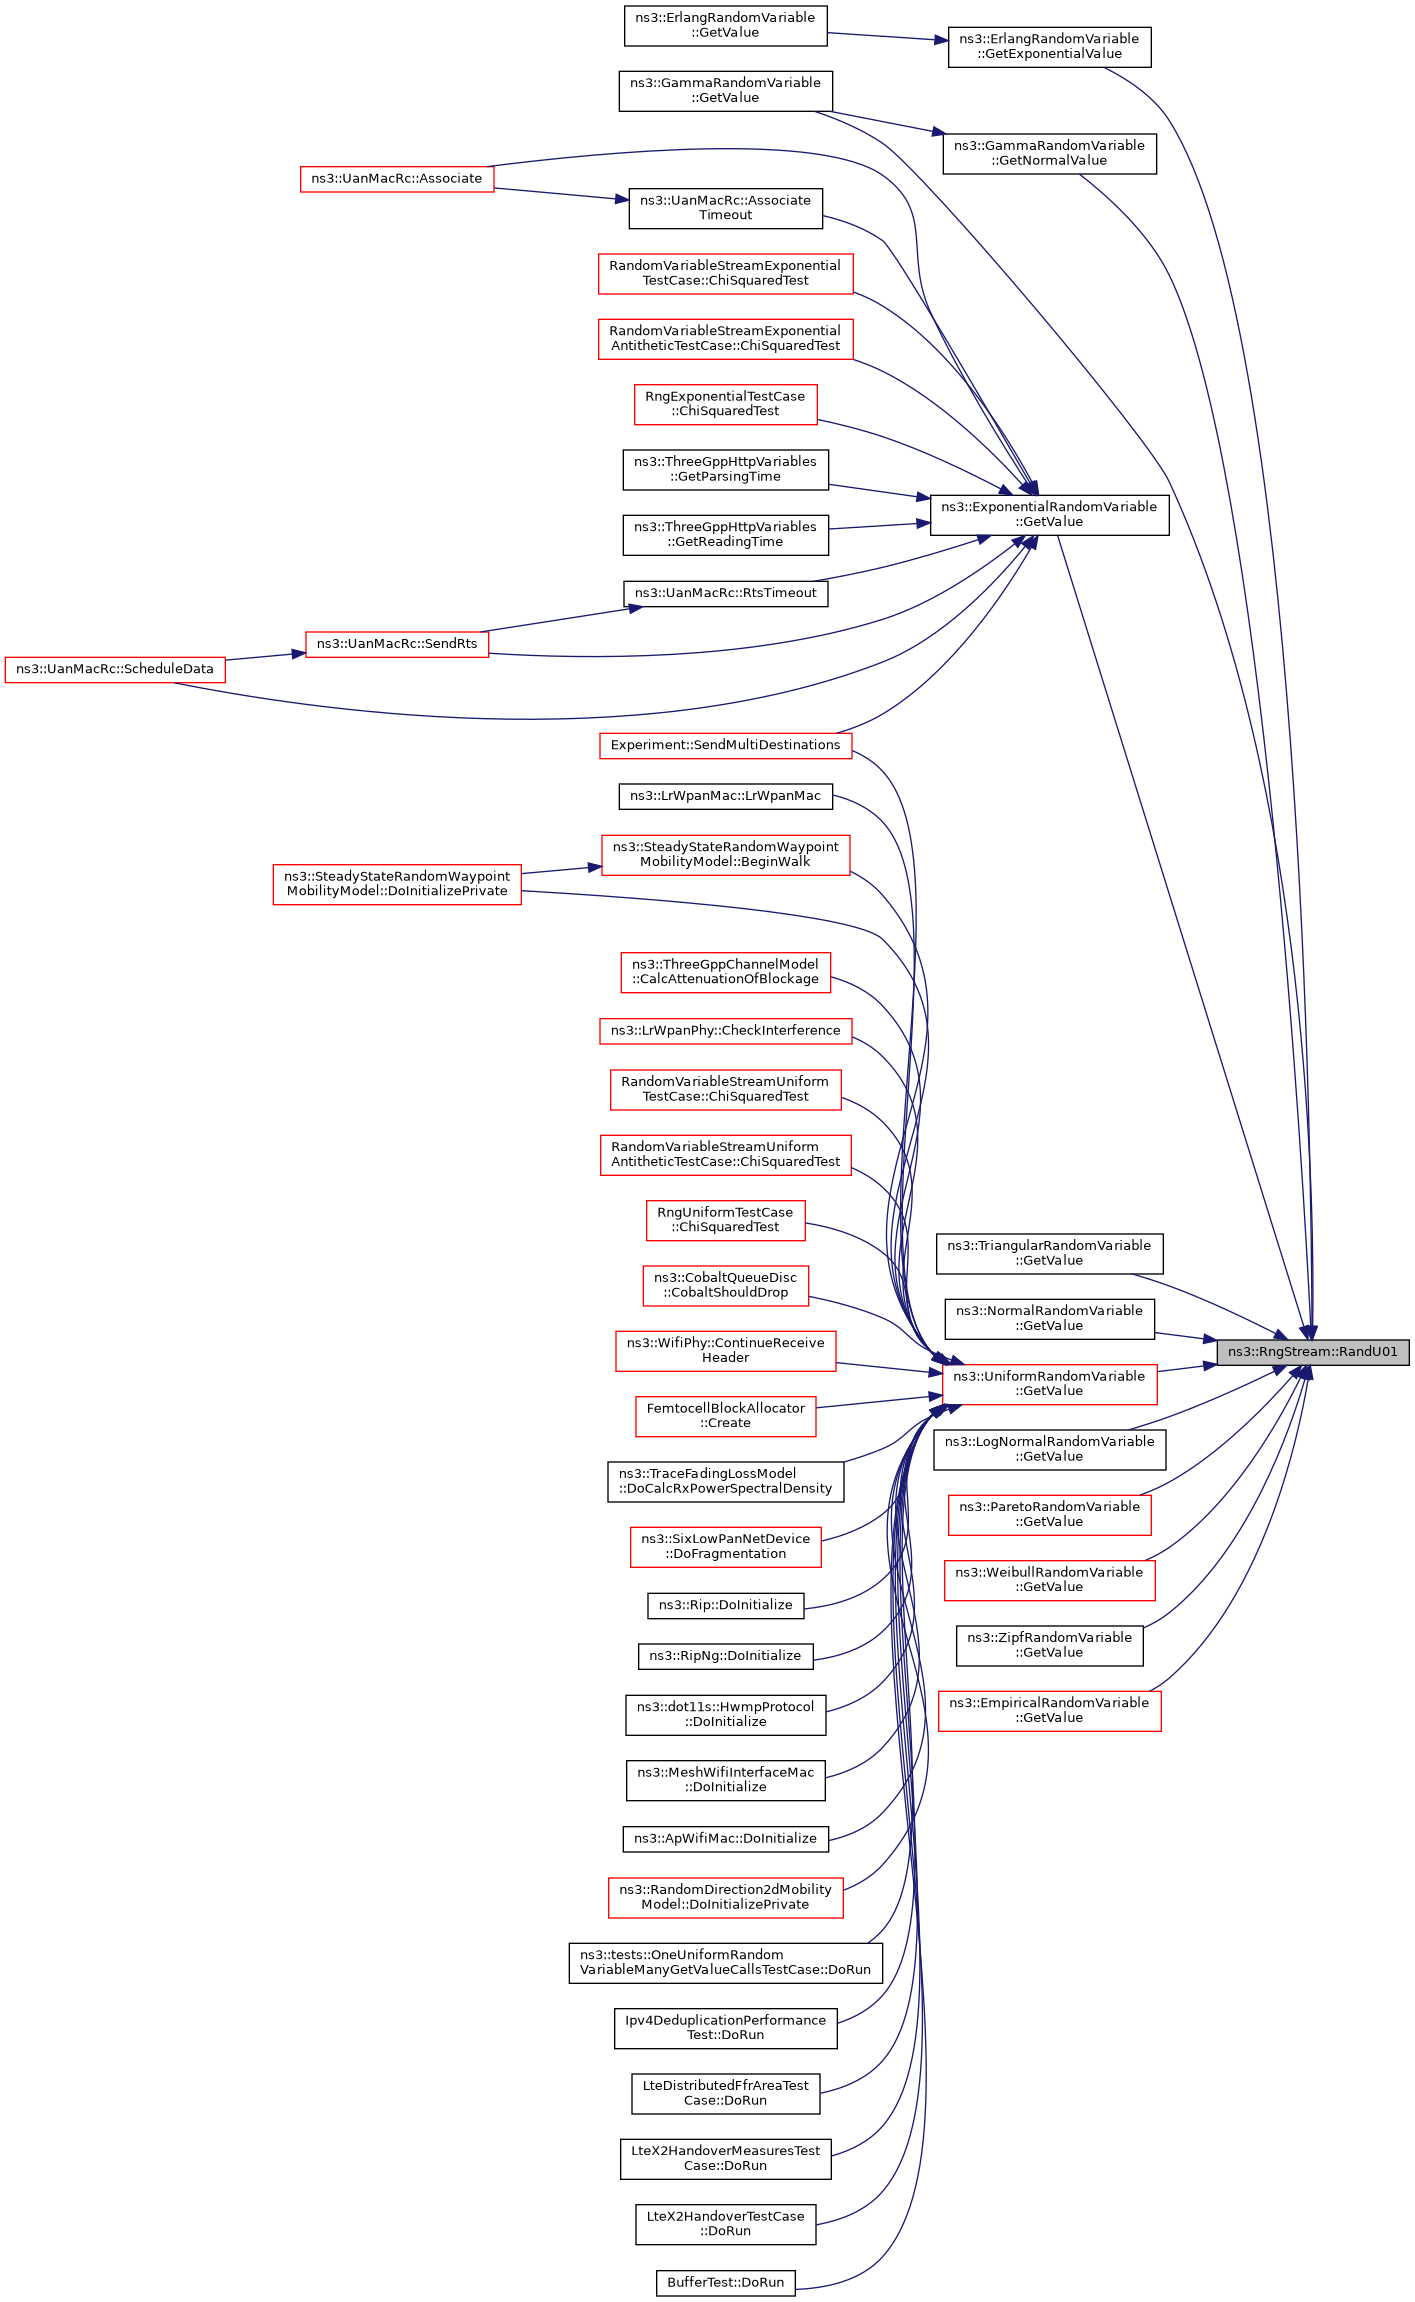 ns3::ErlangRandomVariable
::GetValue
ns3::ErlangRandomVariable
::GetExponentialValue
ns3::GammaRandomVariable
::GetValue
ns3::GammaRandomVariable
::GetNormalValue
ns3::UanMacRc::Associate
ns3::UanMacRc::Associate
Timeout
RandomVariableStreamExponential
TestCase::ChiSquaredTest
RandomVariableStreamExponential
AntitheticTestCase::ChiSquaredTest
RngExponentialTestCase
::ChiSquaredTest
ns3::ThreeGppHttpVariables
::GetParsingTime
ns3::ExponentialRandomVariable
::GetValue
ns3::ThreeGppHttpVariables
::GetReadingTime
ns3::UanMacRc::RtsTimeout
ns3::UanMacRc::SendRts
ns3::UanMacRc::ScheduleData
Experiment::SendMultiDestinations
ns3::LrWpanMac::LrWpanMac
ns3::SteadyStateRandomWaypoint
MobilityModel::BeginWalk
ns3::SteadyStateRandomWaypoint
MobilityModel::DoInitializePrivate
ns3::ThreeGppChannelModel
::CalcAttenuationOfBlockage
ns3::LrWpanPhy::CheckInterference
RandomVariableStreamUniform
TestCase::ChiSquaredTest
RandomVariableStreamUniform
AntitheticTestCase::ChiSquaredTest
RngUniformTestCase
::ChiSquaredTest
ns3::TriangularRandomVariable
::GetValue
ns3::CobaltQueueDisc
::CobaltShouldDrop
ns3::NormalRandomVariable
::GetValue
ns3::RngStream::RandU01
ns3::WifiPhy::ContinueReceive
Header
ns3::UniformRandomVariable
::GetValue
FemtocellBlockAllocator
::Create
ns3::LogNormalRandomVariable
::GetValue
ns3::TraceFadingLossModel
::DoCalcRxPowerSpectralDensity
ns3::ParetoRandomVariable
::GetValue
ns3::SixLowPanNetDevice
::DoFragmentation
ns3::WeibullRandomVariable
::GetValue
ns3::Rip::DoInitialize
ns3::ZipfRandomVariable
::GetValue
ns3::RipNg::DoInitialize
ns3::EmpiricalRandomVariable
::GetValue
ns3::dot11s::HwmpProtocol
::DoInitialize
ns3::MeshWifiInterfaceMac
::DoInitialize
ns3::ApWifiMac::DoInitialize
ns3::RandomDirection2dMobility
Model::DoInitializePrivate
ns3::tests::OneUniformRandom
VariableManyGetValueCallsTestCase::DoRun
Ipv4DeduplicationPerformance
Test::DoRun
LteDistributedFfrAreaTest
Case::DoRun
LteX2HandoverMeasuresTest
Case::DoRun
LteX2HandoverTestCase
::DoRun
BufferTest::DoRun